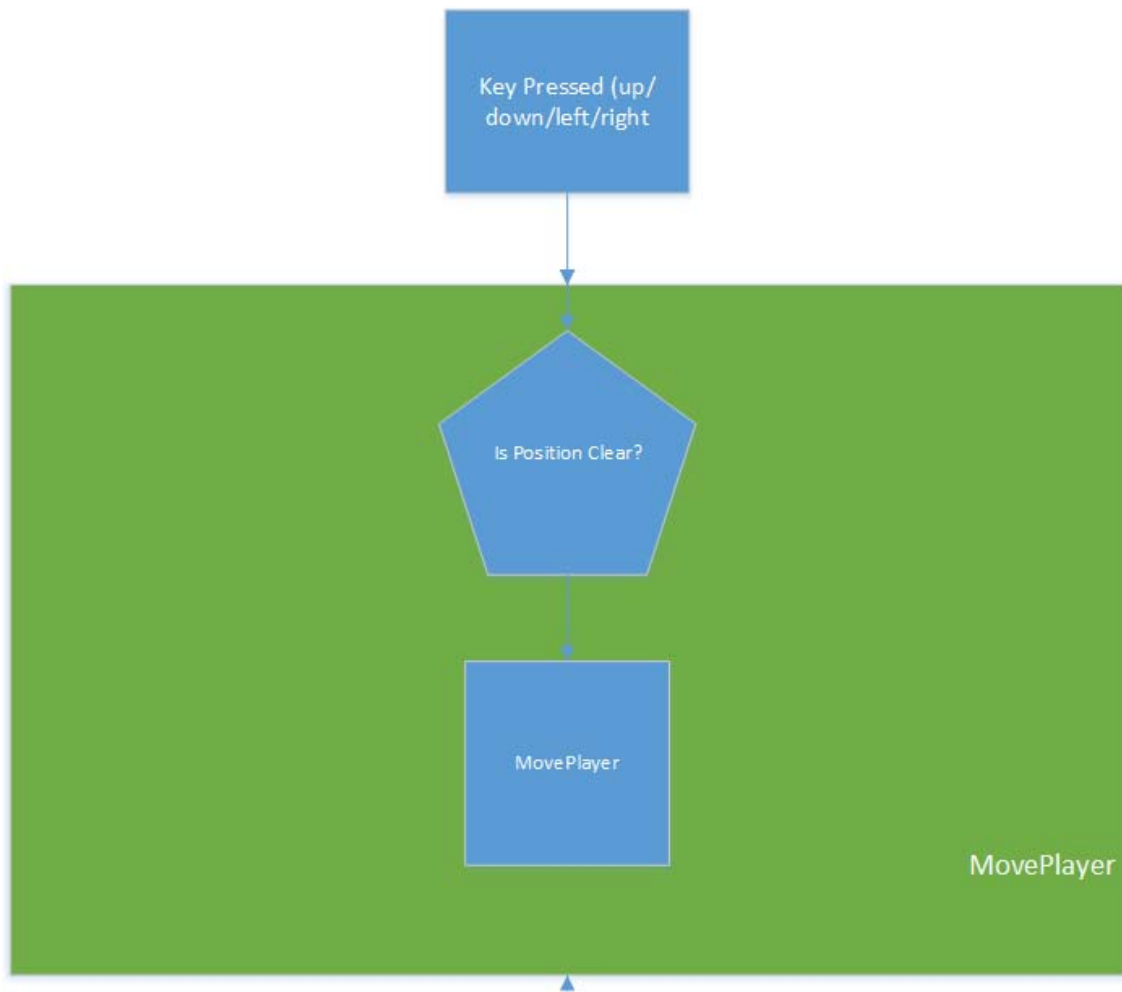 Key Pressed (up/
down/left/right
Is Position Clear?
MovePlayer
MovePlayer